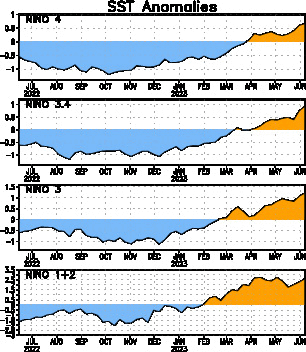 SST Anomalies
NINO 4
1
0.5
0
-0.5
-1
JUL AUG SEP OCT NOV DEC JAN FEB MAR APR MAY JUN
2022 2023
NINO 3.4
1
0.5
0
-0.5
-1
JUL AUG SEP OCT NOV DEC JAN FEB MAR APR MAY JUN
2022 2023
NINO 3
1.5
1
0.5
0
-0.5
-1
JUL AUG SEP OCT NOV DEC JAN FEB MAR APR MAY JUN
2022 2023
NINO 1+2
JUL AUG SEP OCT NOV DEC JAN FEB MAR APR MAY JUN
2022 2023